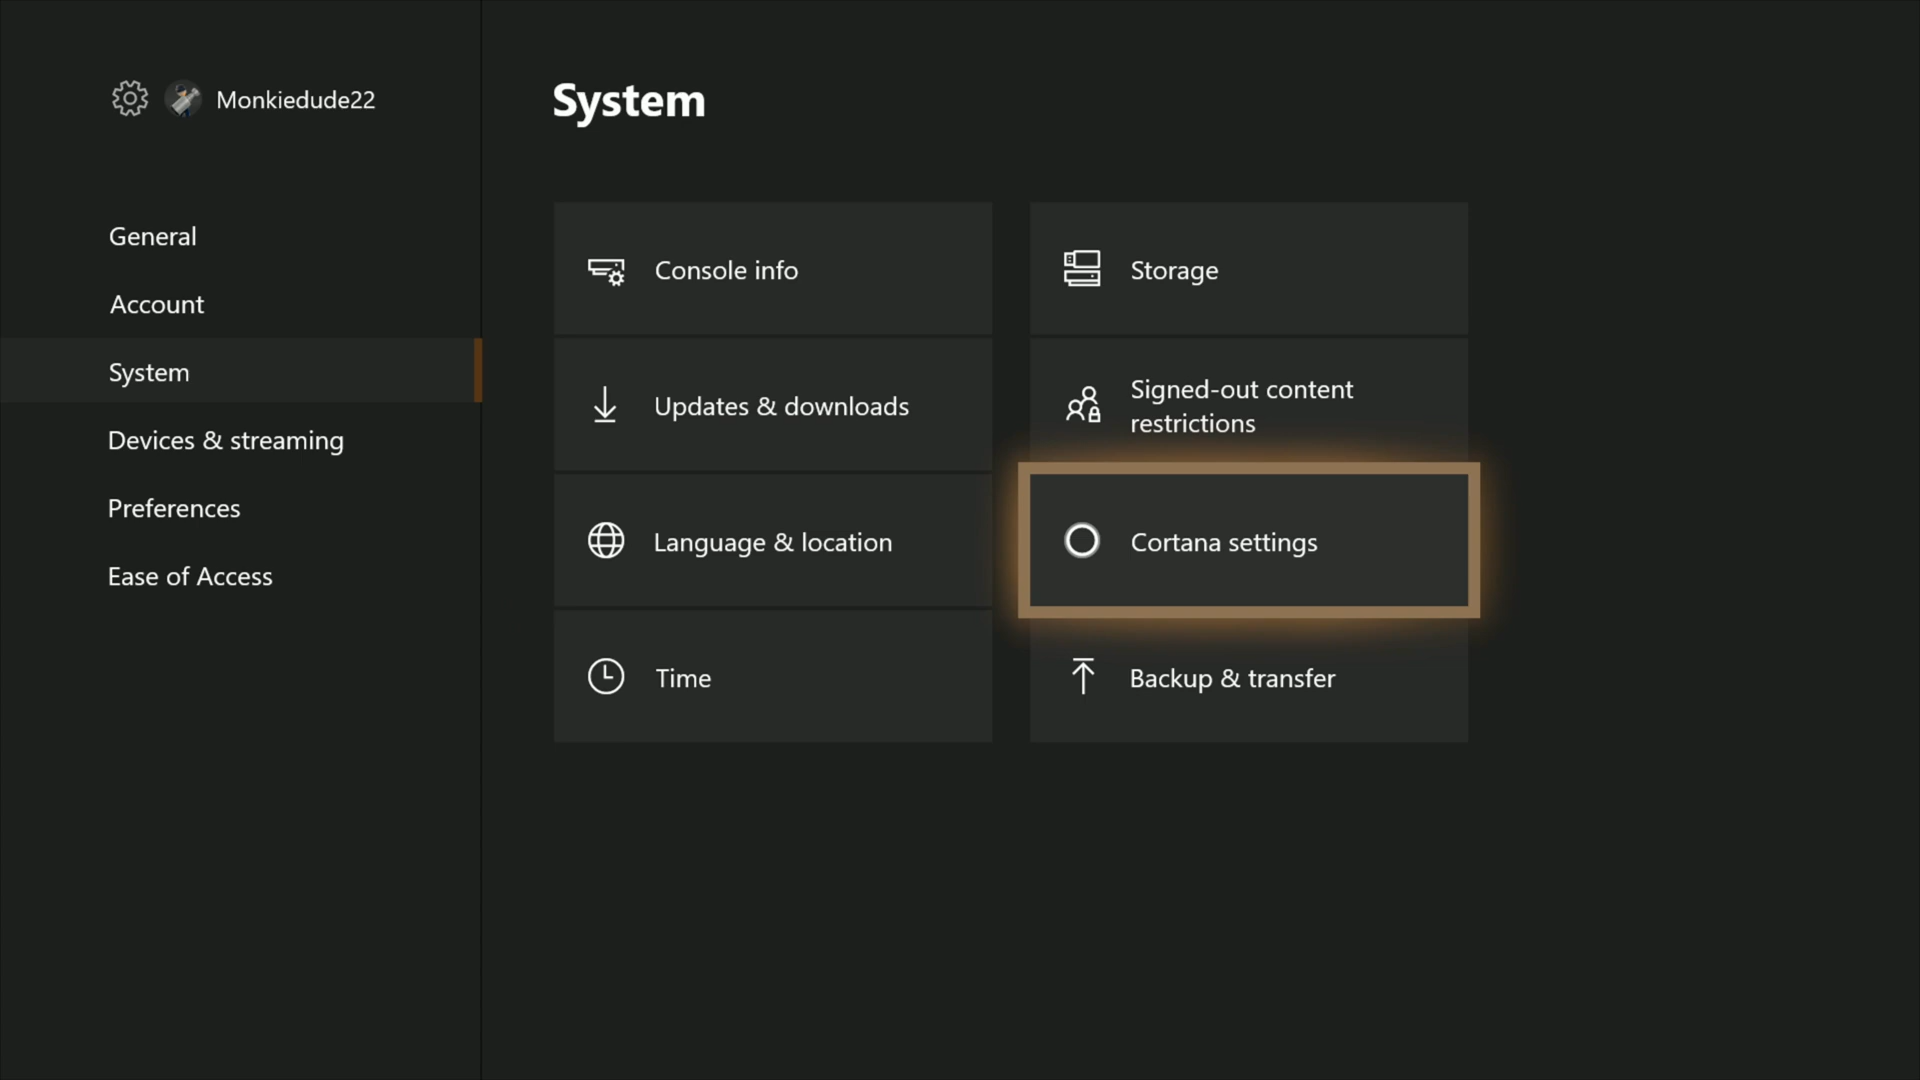 Monkiedude22
General
Account
System
Devices & streaming
Preferences
Ease of Access
System
Console info
Storage
Updates & downloads
Signed-out content
restrictions
Language & location
Cortana settings
Time
Backup & transfer